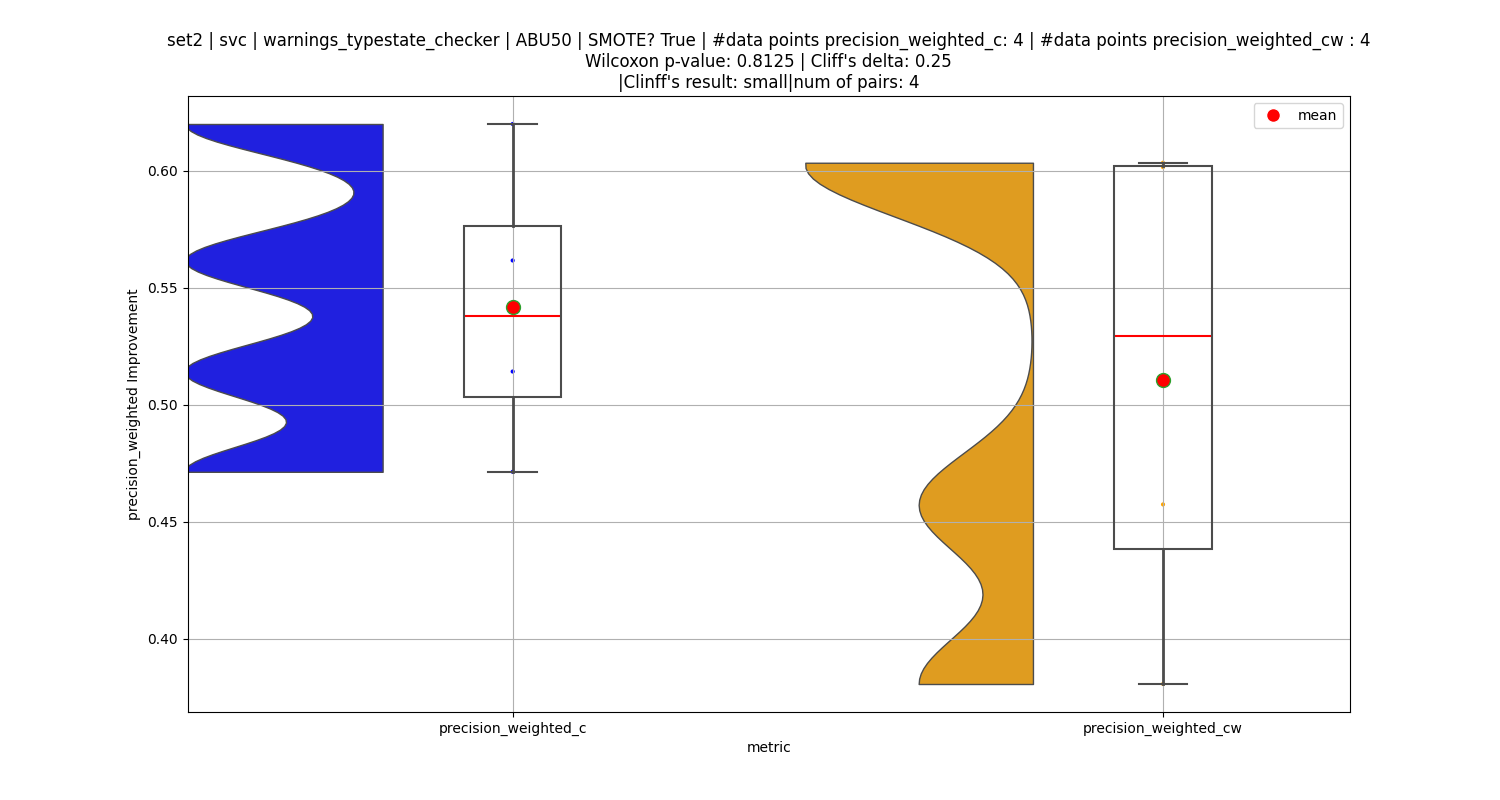 set2 | svc | warnings_typestate_checker | ABU50 | SMOTE? True | #data points precision_weighted_c: 4 | #data points precision_weighted_cw : 4
Wilcoxon p-value: 0.8125 | Cliff's delta: 0.25
|Clinff's result: small|num of pairs: 4
mean
0.60
0.55
0.50
0.45
0.40
precision_weighted Improvement
precision_weighted_c
precision_weighted_cw
metric